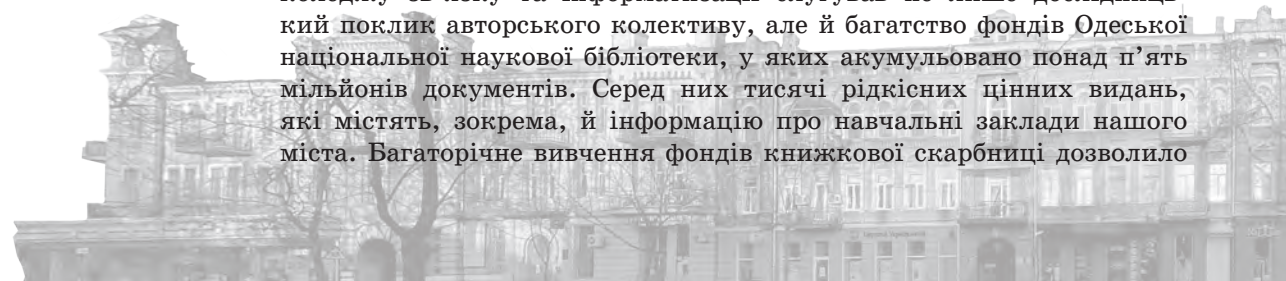 кий поклик авторського колективу, але й багатство фондів Одеської
національної наукової бібліотеки, у яких акумульовано понад п’ять
мільйонів документів. Серед них тисячі рідкісних цінних видань,
які містять, зокрема, й інформацію про навчальні заклади нашого
міста. Багаторічне вивчення фондів книжкової скарбниці дозволило